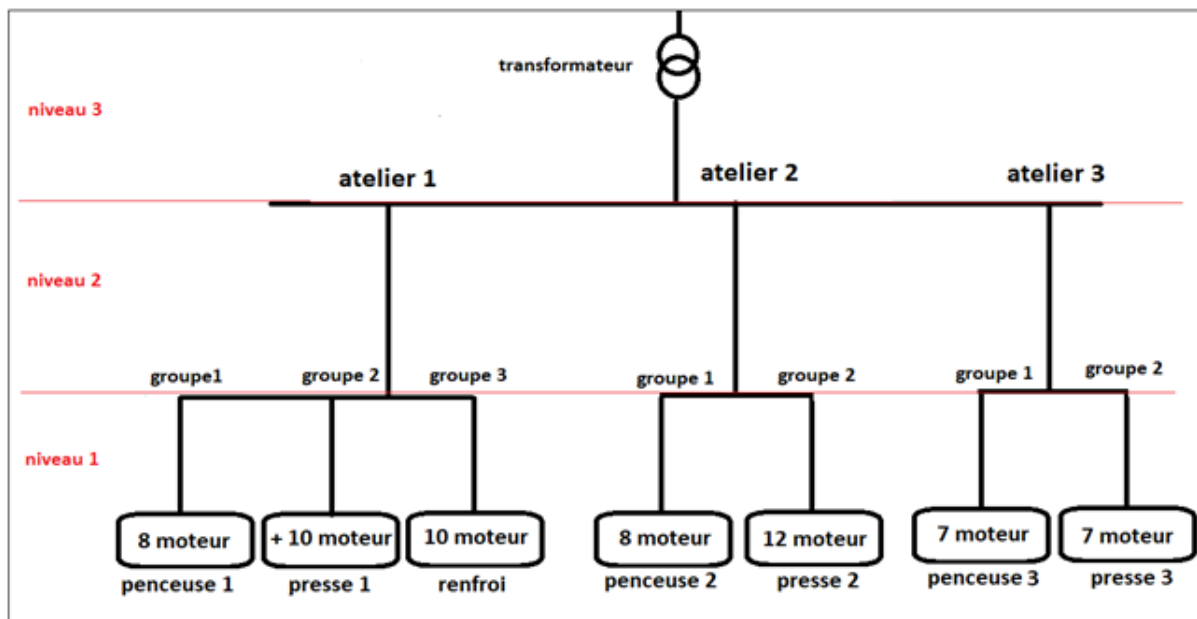 transformateur
niveau 3
atelier 1
atelier 2
atelier 3
niveau 2
groupe1
groupe 2
groupe 3
groupe 1
groupe 2
groupe 1
groupe 2
niveau 1
8 moteur
+ 10 moteur
10 moteur
8 moteur
12 moteur
7 moteur
7 moteur
penceuse 1
presse 1
renfroi
penceuse 2
presse 2
penceuse 3
presse 3